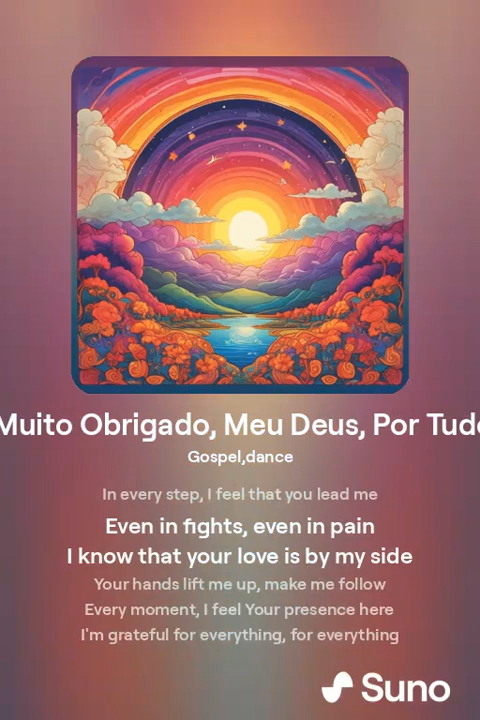 Muito Obrigado, Meu Deus, Por Tud
Gospel,dance
In every step, I feel that you lead me
Even in fights, even in pain
I know that your love is by my side
Your hands lift me up, make me follow
Every moment, I feel Your presence here
I'm grateful for everything, for everything
Suno